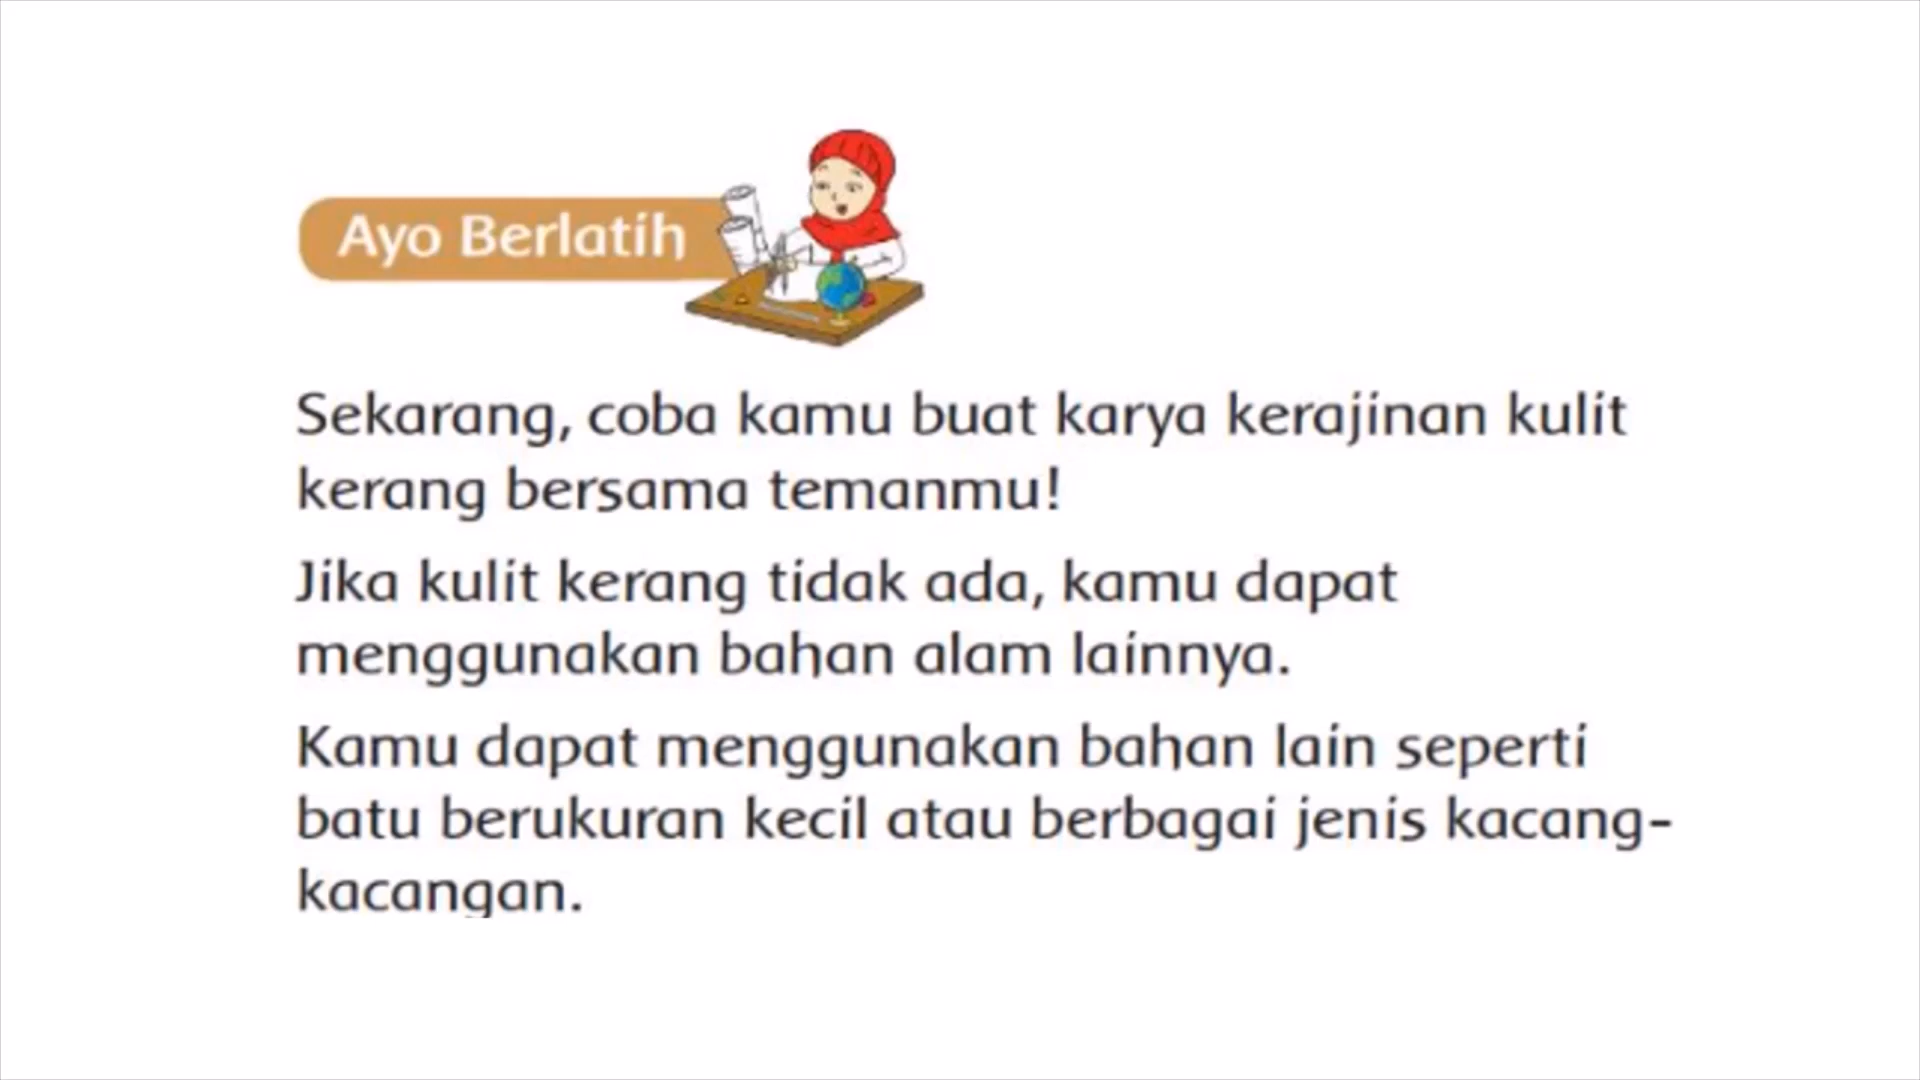 Ayo Berlatih
Sekarang, coba kamu buat karya kerajinan kulit
kerang bersama temanmu!
Jika kulit kerang tidak ada, kamu dapat
menggunakan bahan alam lainnya.
Kamu dapat menggunakan bahan lain seperti
batu berukuran kecil atau berbagai jenis kacang-
kacangan.